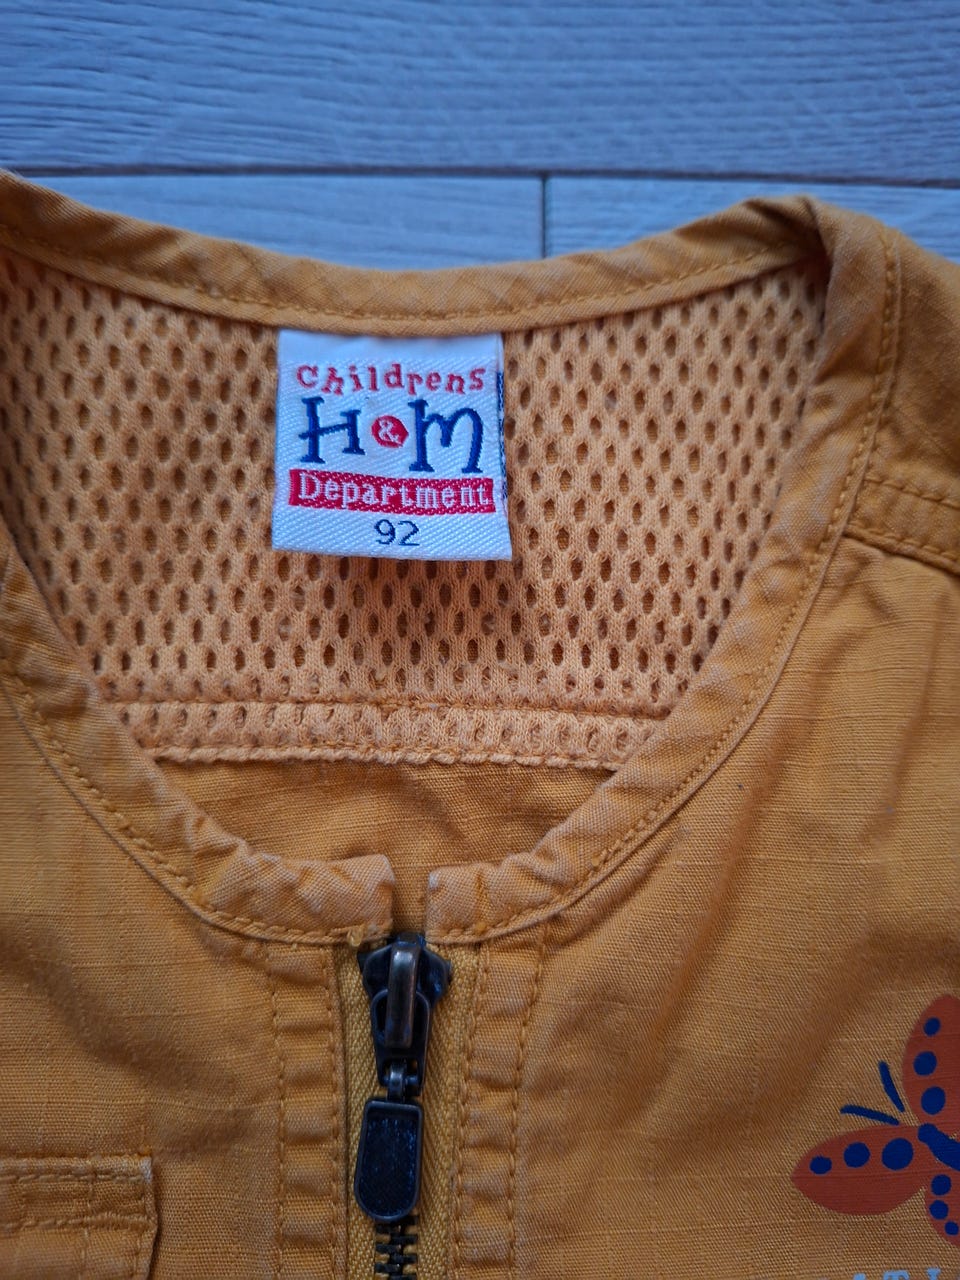 Childrens
H&M
Department
92